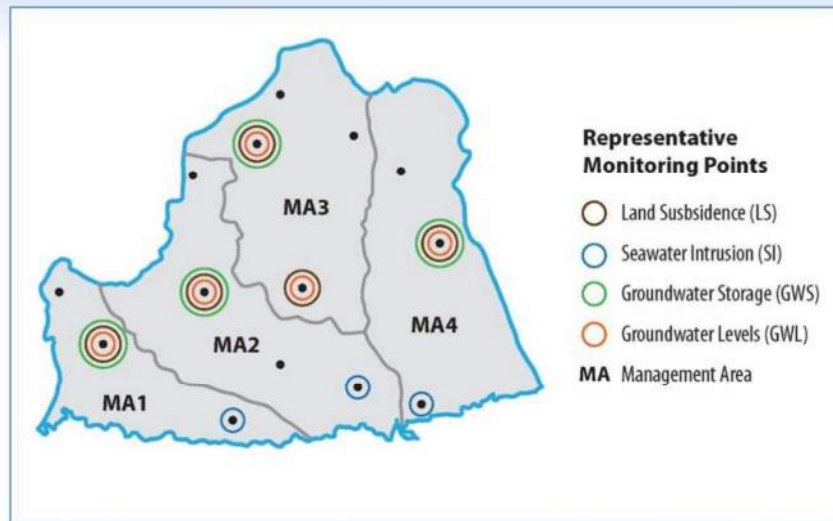 MA3
MA2
MA4
MA1
Representative
Monitoring Points
Land Susbsidence (LS)
Seawater Intrusion (SI)
Groundwater Storage (GWS)
Groundwater Levels (GWL)
MA Management Area